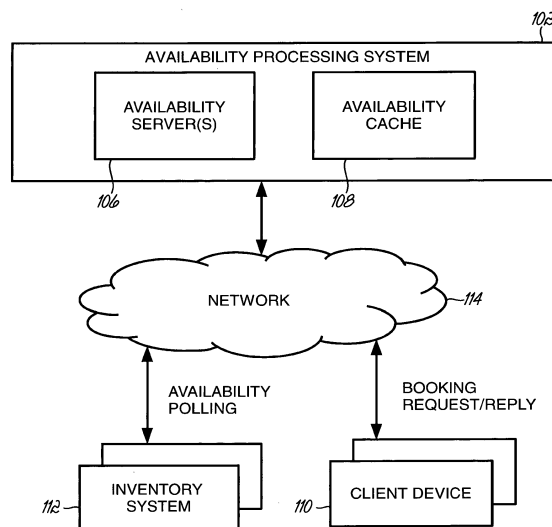 102
AVAILABILITY PROCESSING SYSTEM
AVAILABILITY
SERVER(S)
AVAILABILITY
CACHE
106
108
NETWORK
114
AVAILABILITY
POLLING
BOOKING
REQUEST/REPLY
112
INVENTORY
SYSTEM
110
CLIENT DEVICE